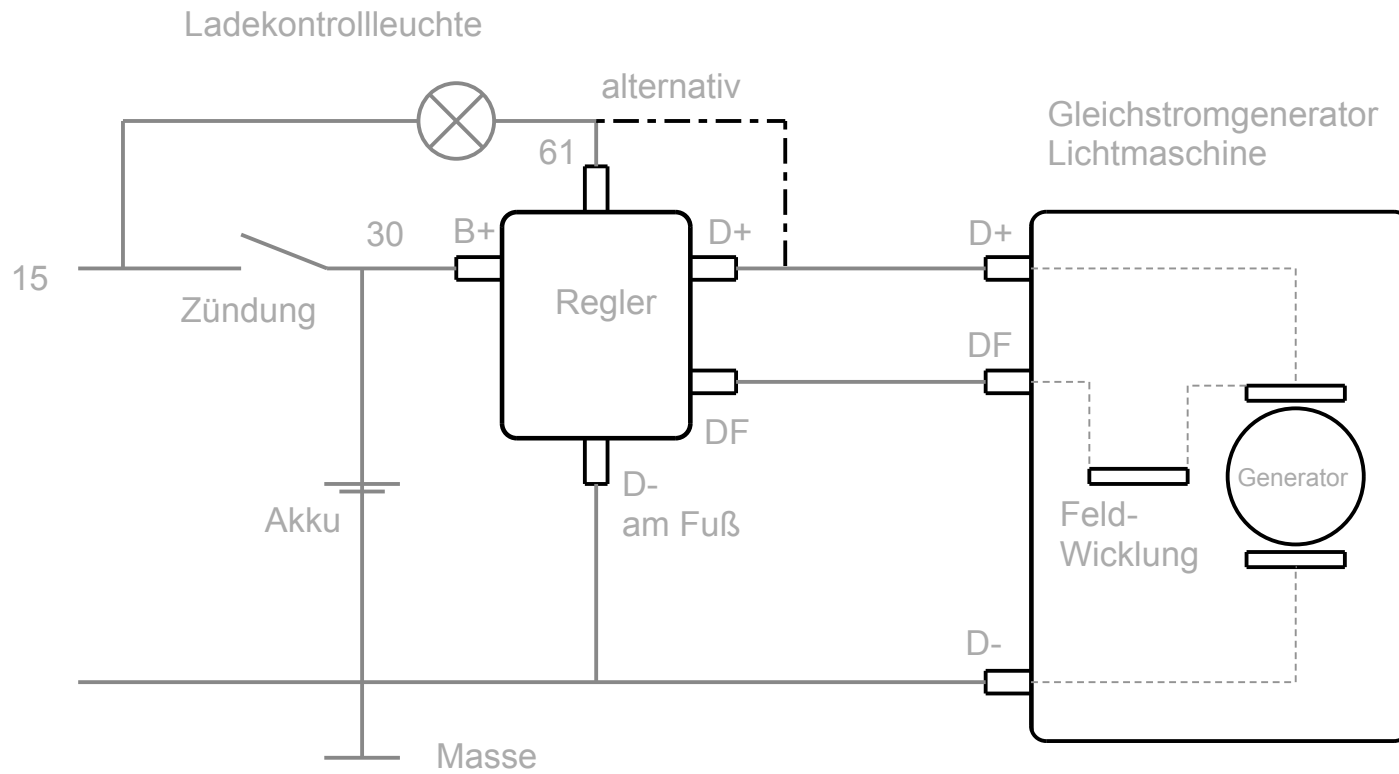 Ladekontrollleuchte
alternativ
Gleichstromgenerator
Lichtmaschine
61
15
30
B+
D+
D+
Zündung
Regler
DF
DF
Akku
D-
am Fuß
Feld-
Wicklung
Generator
D-
Masse